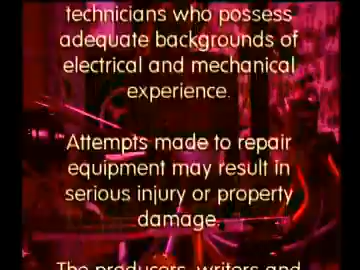 technicians who possess
adequate backgrounds of
electrical and mechanical
experience.
Attempts made to repair
equipment may result in
serious injury or property
damage.
The producers, writers and